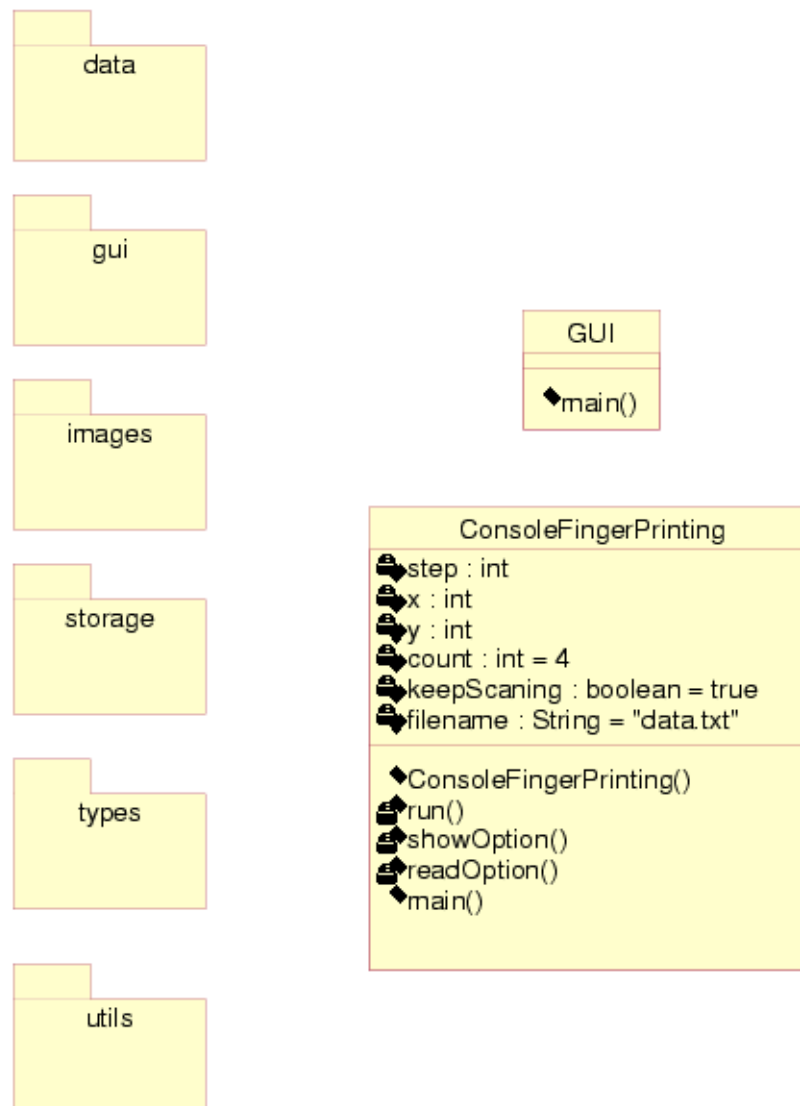 data
gui
images
storage
types
utils
GUI
main()
ConsoleFingerPrinting
step : int
x : int
y : int
count : int = 4
keepScaning : boolean = true
filename : String = "data.txt"
ConsoleFingerPrinting()
run()
showOption()
readOption()
main()